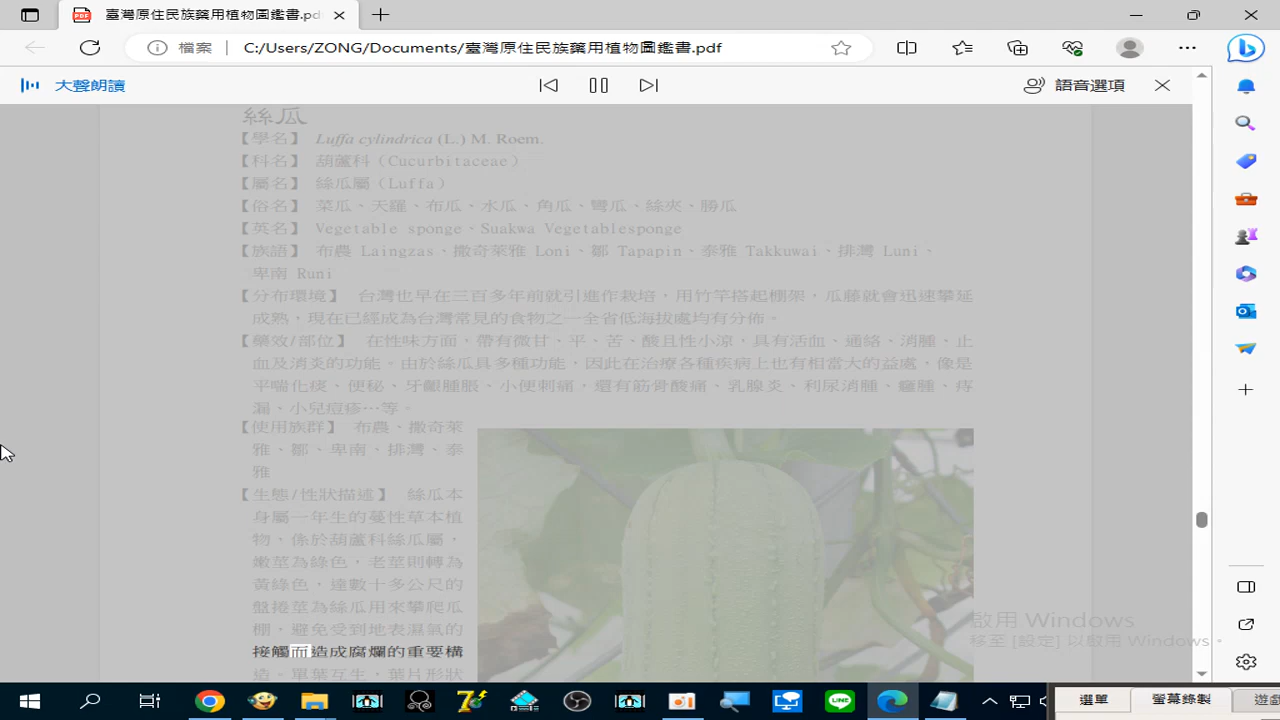 臺灣原住民族藥用植物圖鑑書.pd
檔案 C:/Users/ZONG/Documents/臺灣原住民族藥用植物圖鑑書.pdf
大聲朗讀 語音選項
絲瓜
【學名】 Luffa cylindrica (L.) M. Roem.
【科名】 葫蘆科（Cucurbitaceae）
【屬名】 絲瓜屬（Luffa）
【俗名】 菜瓜、天羅、布瓜、水瓜、角瓜、彎瓜、絲夾、勝瓜
【英名】 Vegetable sponge、Suakwa Vegetablesponge
【族語】 布農 Laingzas、撒奇萊雅 Loni、鄒 Tapapin、泰雅 Takkuwai、排灣 Luni、
卑南 Runi
【分布環境】 台灣也早在三百多年前就引進作栽培，用竹竿搭起棚架，瓜藤就會迅速攀延
成熟，現在已經成為台灣常見的食物之一全省低海拔處均有分佈。
【藥效/部位】 在性味方面、帶有微甘、平、苦、酸且性小涼，具有活血、通絡、消腫、止
血及消炎的功能。由於絲瓜具多種功能，因此在治療各種疾病上也有相當大的益處，像是
平喘化痰、便秘、牙齦腫脹、小便刺痛，還有筋骨酸痛、乳腺炎、利尿消腫、癰腫、痔
漏、小兒痘疹…等。
【使用族群】 布農、撒奇萊
雅、鄒、卑南、排灣、泰
雅
【生態/性狀描述】 絲瓜本
身屬一年生的蔓性草本植
物，係於葫蘆科絲瓜屬，
嫩莖為綠色，老莖則轉為
黃綠色，達數十多公尺的
盤捲莖為絲瓜用來攀爬瓜
棚，避免受到地表濕氣的
接觸而造成腐爛的重要構
造。單葉互生，葉片形狀
啟用 Windows
移至 [設定] 以啟用 Windows。
LINE
選單 螢幕錄製